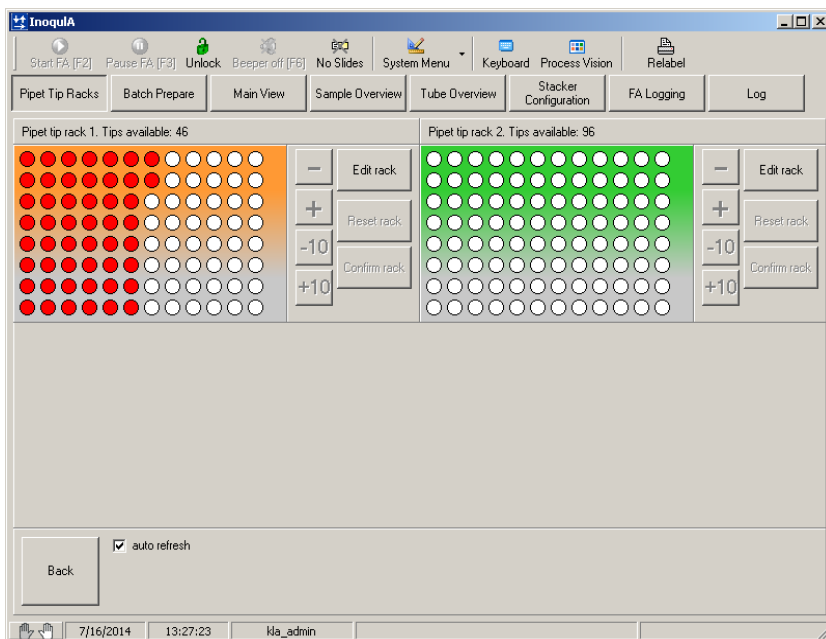 InoqulA
Start FA [F2] Pause FA [F3] Unlock Beeper off [F6] No Slides System Menu Keyboard Process Vision Relabel
Pipet Tip Racks Batch Prepare Main View Sample Overview Tube Overview Stacker Configuration FA Logging Log
Pipet tip rack 1. Tips available: 46 Pipet tip rack 2. Tips available: 96
- Edit rack - Edit rack
+ Reset rack + Reset rack
-10 Confirm rack -10 Confirm rack
+10 +10
auto refresh
Back
7/16/2014 13:27:23 kla_admin